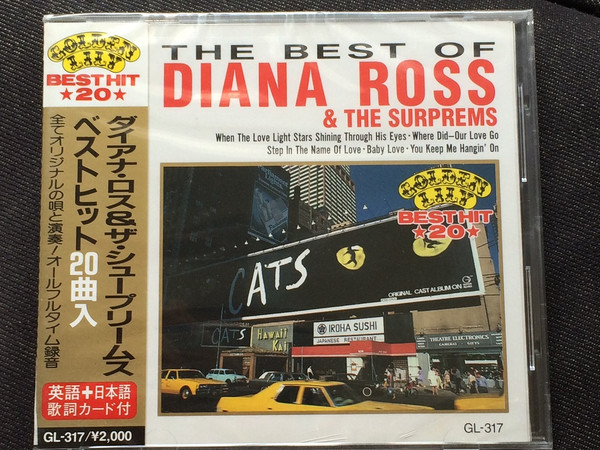 GOLDEN
LILY
BEST HIT
★20★
ダイアナ・ロス&ザ・シュープリームス
ベストヒット20曲入
全てオリジナルの唄と演奏!オールフルタイム録音
英語+日本語
歌詞カード付
GL-317/¥2,000
THE BEST OF
DIANA ROSS
& THE SURPREMS
When The Love Light Stars Shining Through His Eyes・Where Did–Our Love Go
Step In The Name Of Love・Baby Love・You Keep Me Hangin' On
GOLDEN
LILY
BEST HIT
★20★
CATS
ORIGINAL CAST ALBUM ON
CATS
Hawaii
Kai
IROHA SUSHI
JAPANESE RESTAURANT
THEATRE ELECTRONICS
CAMERAS GIFTS
GL-317